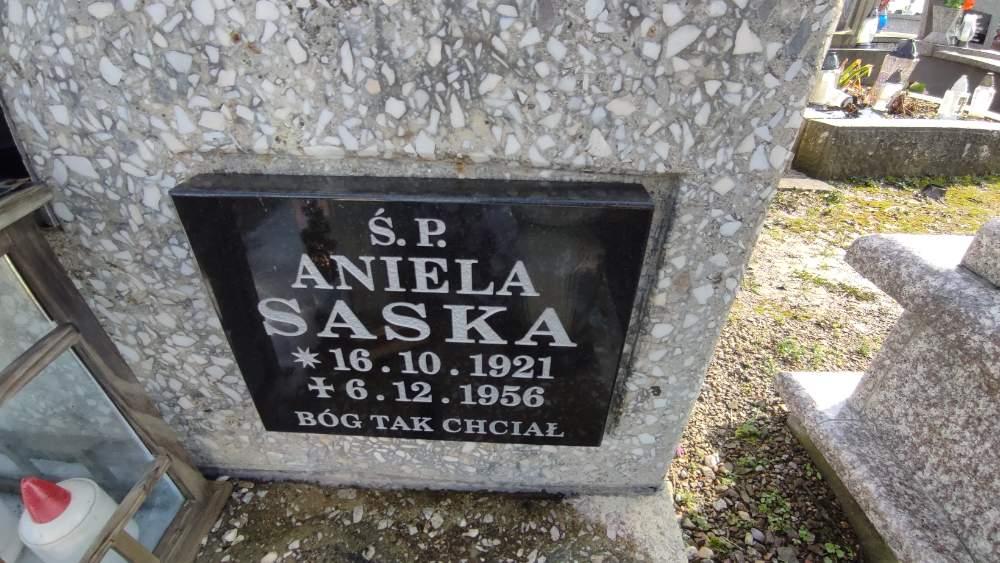 Ś. P.
ANIELA
SASKA
✶ 16. 10. 1921
✝ 6. 12. 1956
BÓG TAK CHCIAŁ